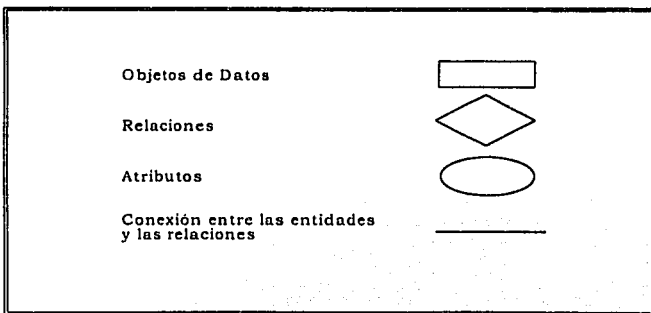 Objetos de Datos
Relaciones
Atributos
Conexión entre las entidades
y las relaciones